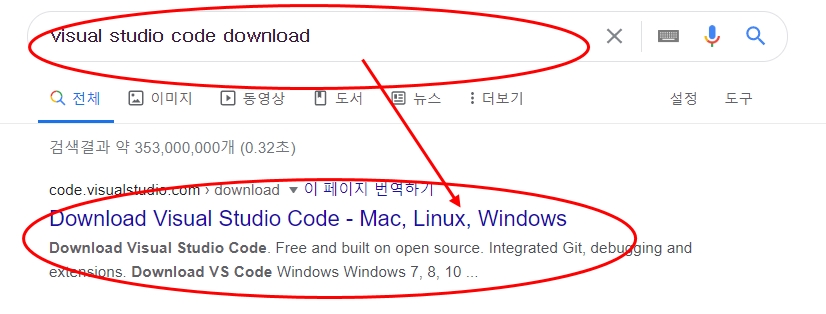 visual studio code download
전체 이미지 동영상 도서 뉴스 더보기 설정 도구
검색결과 약 353,000,000개 (0.32초)
code.visualstudio.com › download ▼ 이 페이지 번역하기
Download Visual Studio Code - Mac, Linux, Windows
Download Visual Studio Code. Free and built on open source. Integrated Git, debugging and
extensions. Download VS Code Windows Windows 7, 8, 10 ...